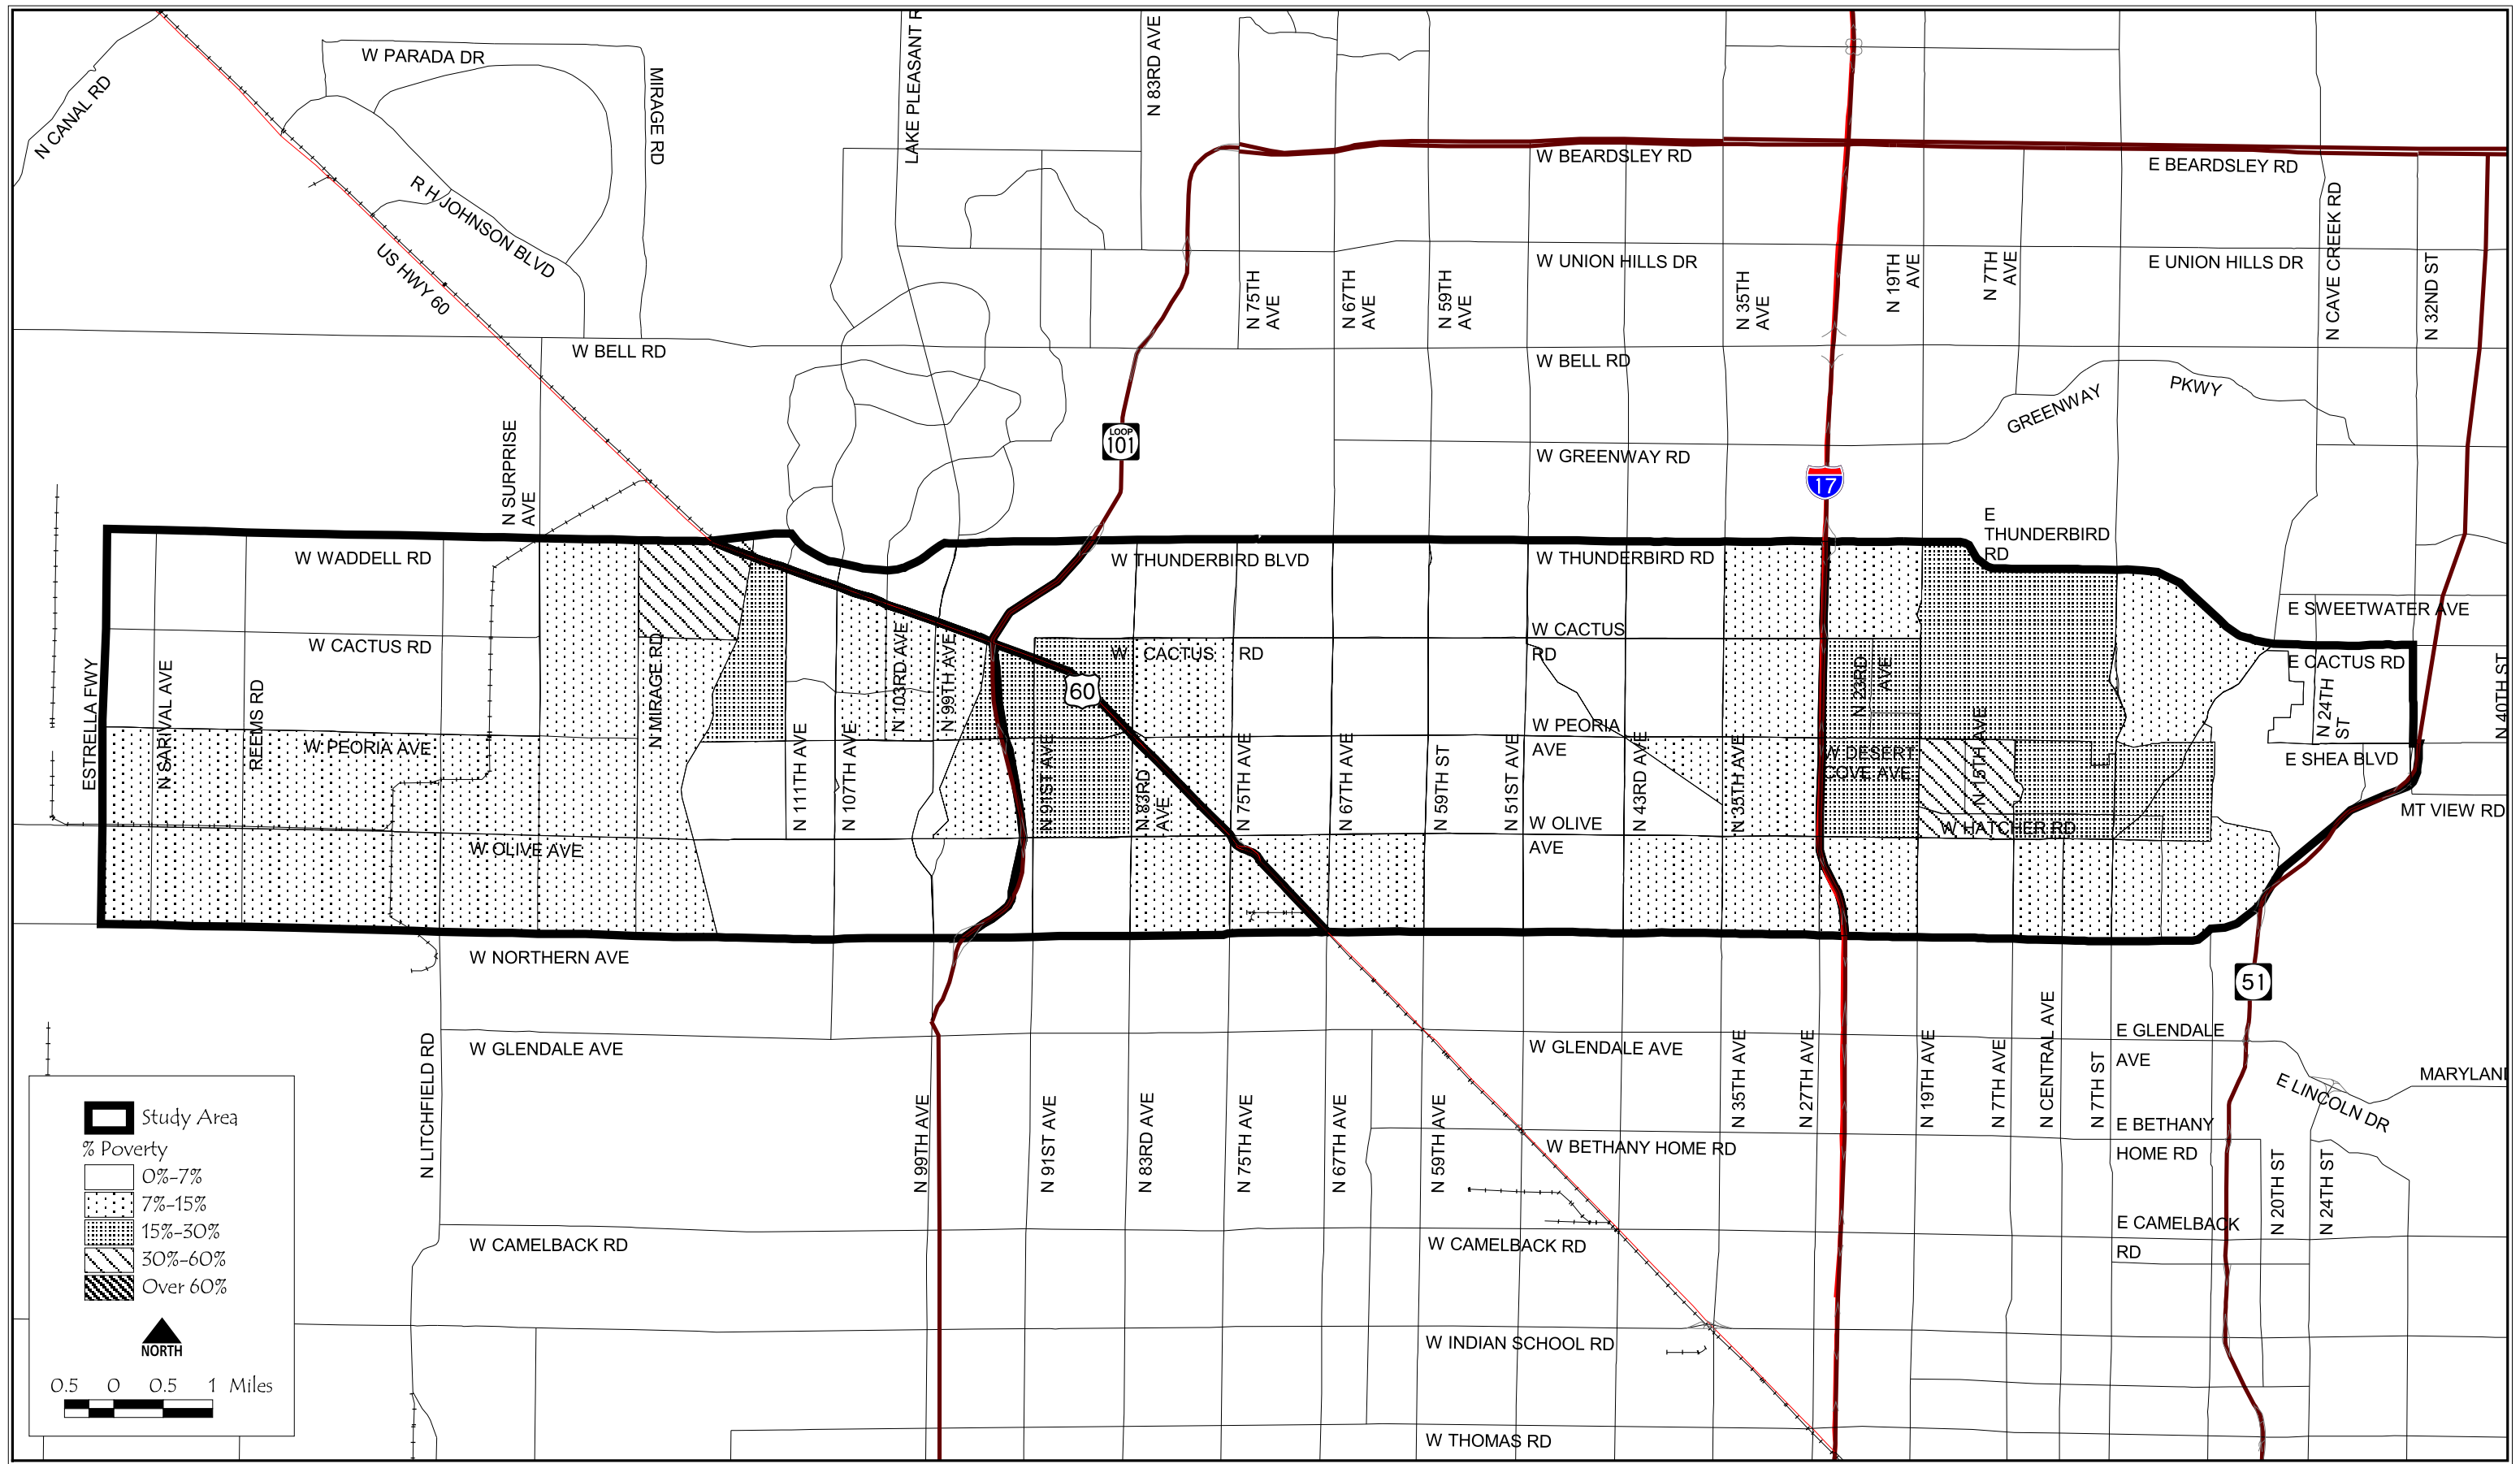 W PARADA DR
N CANAL RD
MIRAGE RD
LAKE PLEASANT R
N 83RD AVE
R H JOHNSON BLVD
US HWY 60
W BEARDSLEY RD
E BEARDSLEY RD
W UNION HILLS DR
E UNION HILLS DR
N CAVE CREEK RD
N 32ND ST
N 75TH
AVE
N 67TH
AVE
N 59TH
AVE
N 35TH
AVE
N 19TH
AVE
N 7TH
AVE
W BELL RD
W BELL RD
GREENWAY
PKWY
LOOP
101
W GREENWAY RD
17
N SURPRISE
AVE
E
THUNDERBIRD
RD
W WADDELL RD
W THUNDERBIRD BLVD
W THUNDERBIRD RD
E SWEETWATER AVE
W CACTUS RD
W CACTUS RD
W CACTUS
RD
E CACTUS RD
ESTRELLA FWY
N SARIVAL AVE
REEMS RD
N MIRAGE RD
N 103RD AVE
N 99TH AVE
60
N 23RD
AVE
N 24TH
ST
N 40TH ST
W PEORIA AVE
W PEORIA
AVE
W DESERT
COVE AVE
N 15TH AVE
E SHEA BLVD
N 111TH AVE
N 107TH AVE
N 91ST AVE
N 83RD
AVE
N 75TH AVE
N 67TH AVE
N 59TH ST
N 51ST AVE
N 43RD AVE
N 35TH AVE
MT VIEW RD
W OLIVE AVE
W OLIVE
AVE
W HATCHER RD
W NORTHERN AVE
51
W GLENDALE AVE
W GLENDALE AVE
E GLENDALE
AVE
N LITCHFIELD RD
N 99TH AVE
N 91ST AVE
N 83RD AVE
N 75TH AVE
N 67TH AVE
N 59TH AVE
N 35TH AVE
N 27TH AVE
N 19TH AVE
N 7TH AVE
N CENTRAL AVE
N 7TH ST
E LINCOLN DR
MARYLAN
W BETHANY HOME RD
E BETHANY
HOME RD
N 20TH ST
N 24TH ST
W CAMELBACK RD
W CAMELBACK RD
E CAMELBACK
RD
W INDIAN SCHOOL RD
W THOMAS RD
Study Area
% Poverty
0%-7%
7%-15%
15%-30%
30%-60%
Over 60%
NORTH
0.5 0 0.5 1 Miles